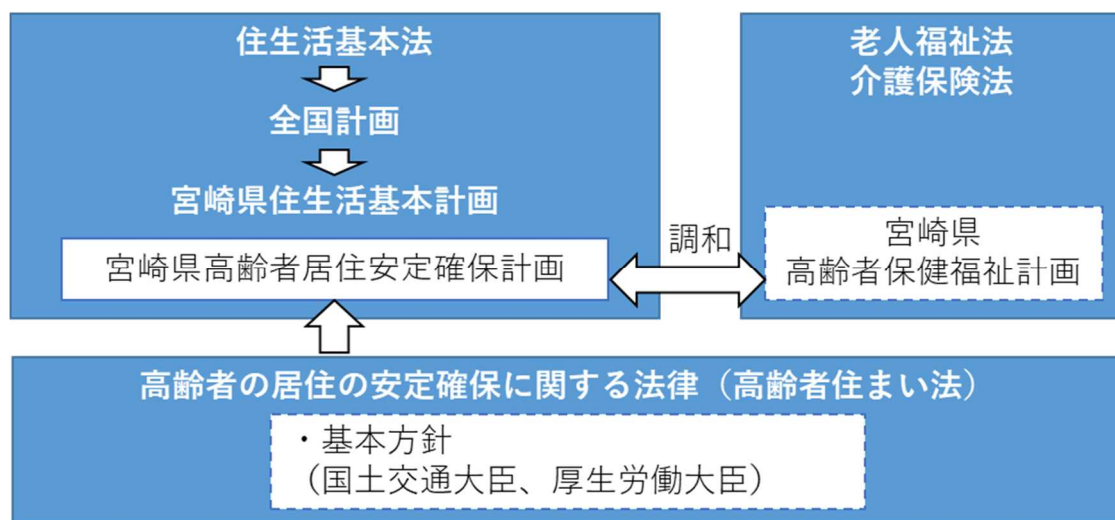 住生活基本法
全国計画
宮崎県住生活基本計画
宮崎県高齢者居住安定確保計画
調和
老人福祉法
介護保険法
宮崎県
高齢者保健福祉計画
高齢者の居住の安定確保に関する法律（高齢者住まい法）
・基本方針
（国土交通大臣、厚生労働大臣）